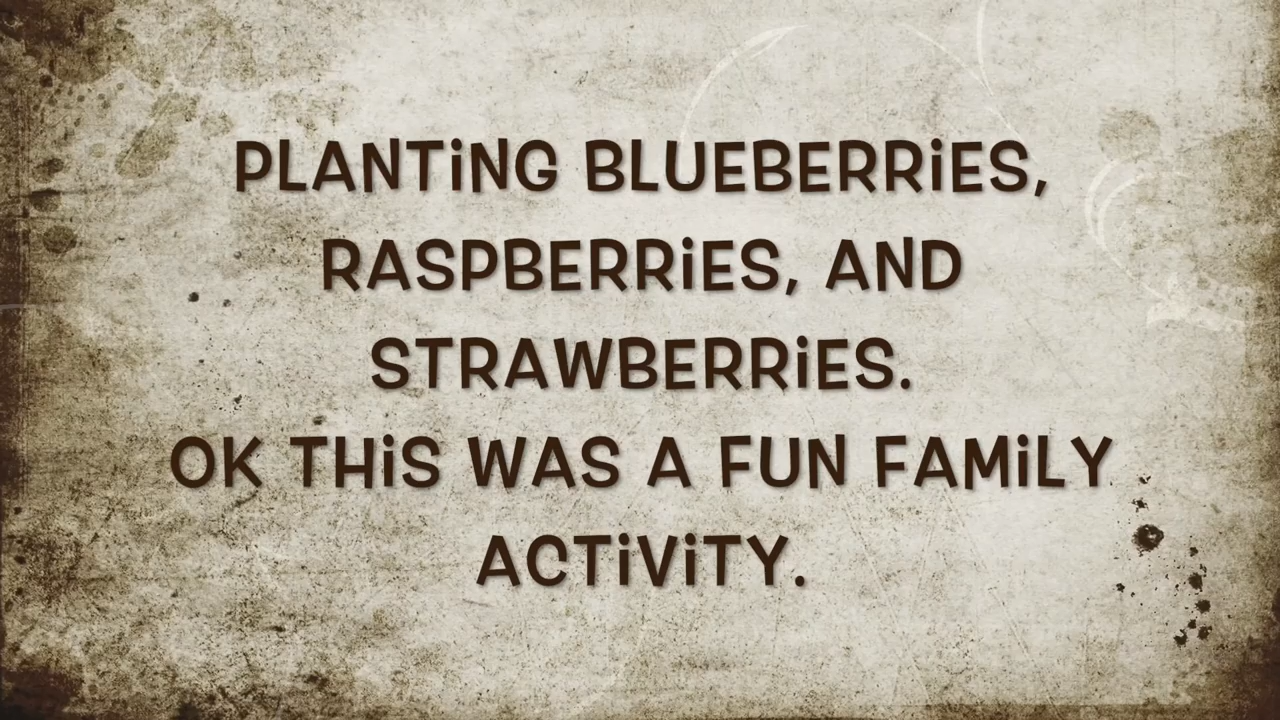 PLANTiNG BLUEBERRiES,
RASPBERRiES, AND
STRAWBERRiES.
OK THiS WAS A FUN FAMiLY
ACTiViTY.